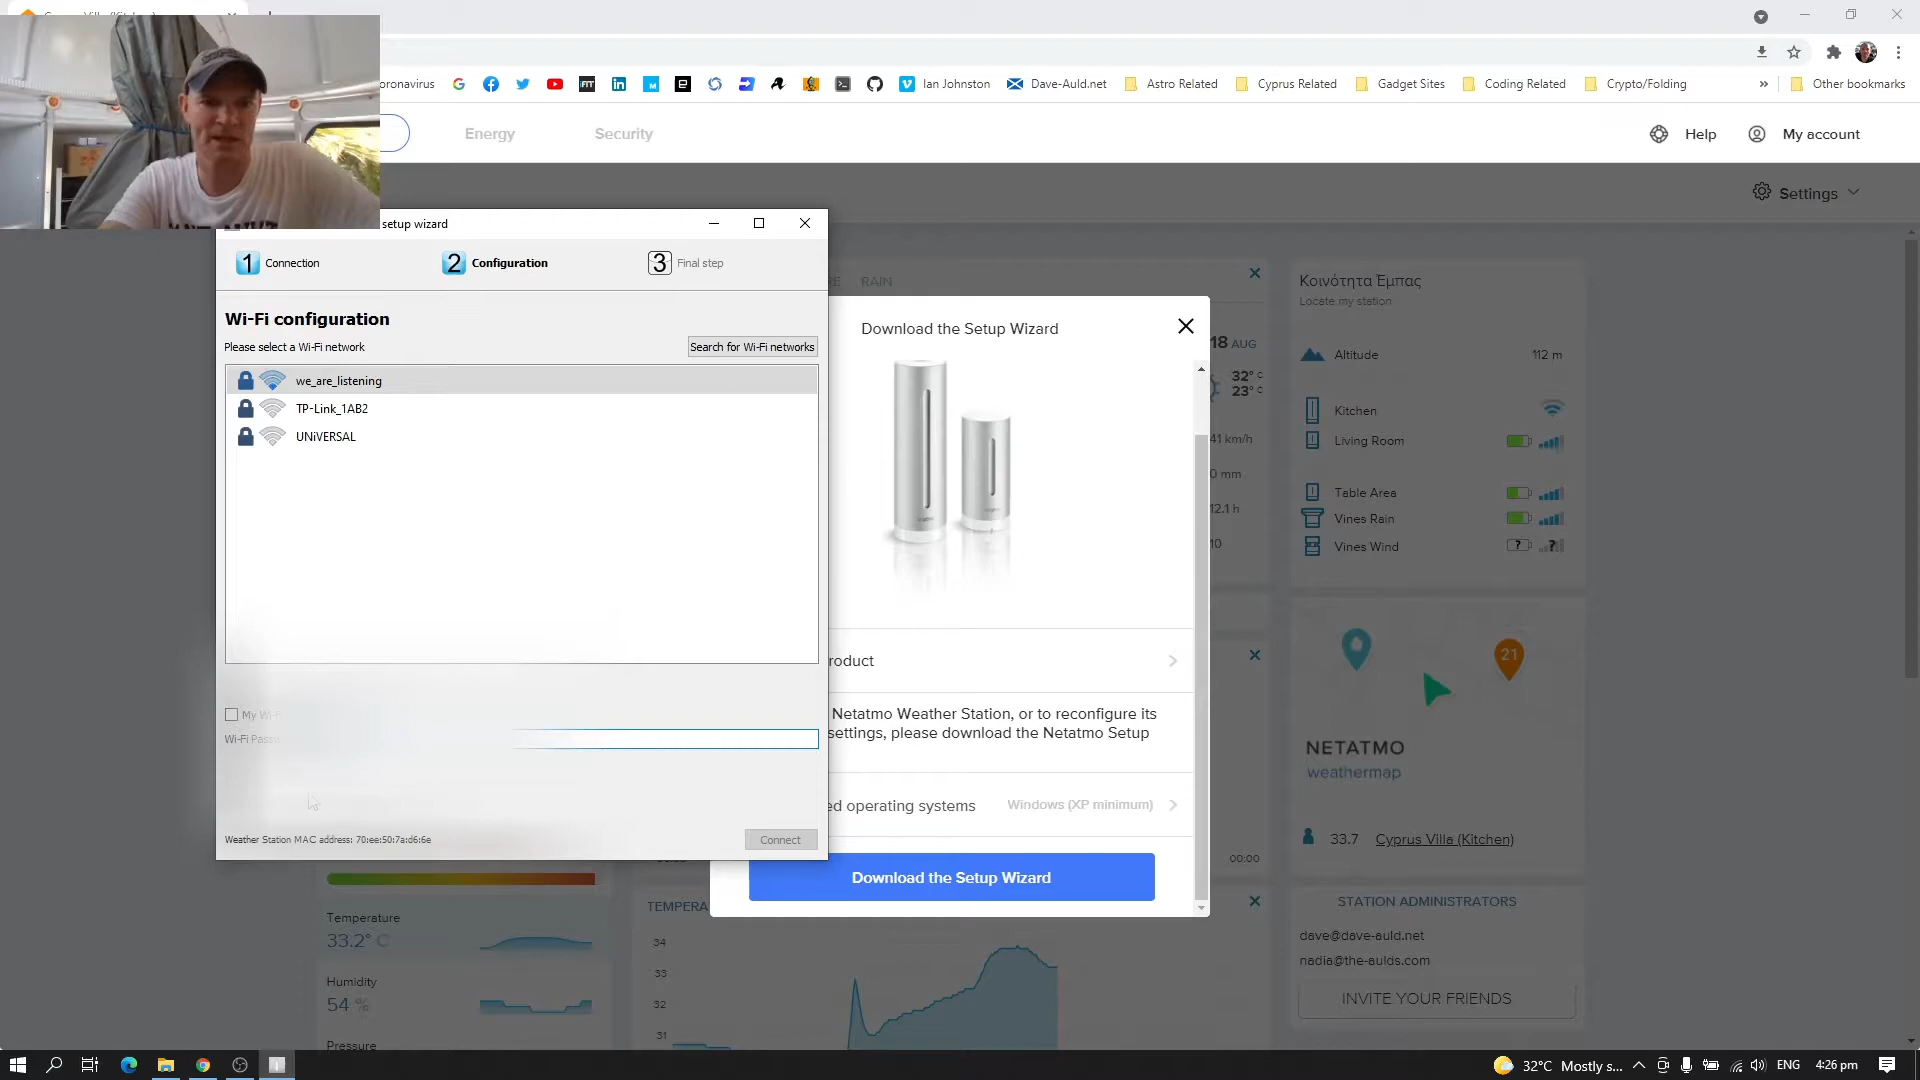 oronavirus
Ian Johnston
Dave-Auld.net
Astro Related
Cyprus Related
Gadget Sites
Coding Related
Crypto/Folding
»
Other bookmarks
Energy
Security
Help
My account
Settings
setup wizard
1 Connection
2 Configuration
3 Final step
Wi-Fi configuration
Please select a Wi-Fi network
Search for Wi-Fi networks
we_are_listening
TP-Link_1AB2
UNiVERSAL
My Wi-F
Wi-Fi Pass
Weather Station MAC address: 70:ee:50:7a:d6:6e
Connect
RE
RAIN
Download the Setup Wizard
roduct
Netatmo Weather Station, or to reconfigure its
settings, please download the Netatmo Setup
ed operating systems
Windows (XP minimum)
Download the Setup Wizard
18 AUG
32° c
23° c
41 km/h
0 mm
12.1 h
10
00:00
Κοινότητα Έμπας
Locate my station
Altitude
112 m
Kitchen
Living Room
Table Area
Vines Rain
Vines Wind
?
?
21
NETATMO
weathermap
33.7
Cyprus Villa (Kitchen)
STATION ADMINISTRATORS
dave@dave-auld.net
nadia@the-aulds.com
INVITE YOUR FRIENDS
Temperature
33.2° C
Humidity
54 %
Pressure
TEMPERA
34
33
32
31
32°C Mostly s...
ENG
4:26 pm